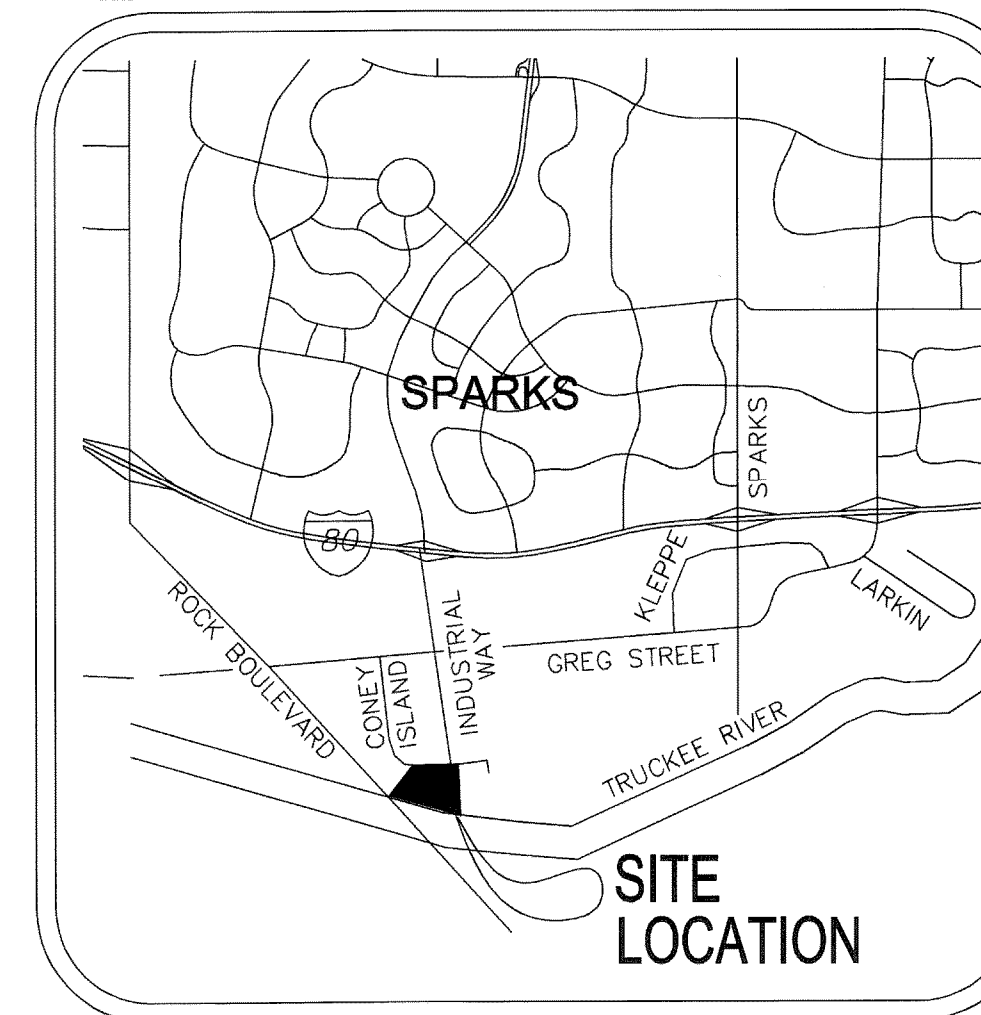 SPARKS
SPARKS
80
KLEPPE
LARKIN
ROCK BOULEVARD
INDUSTRIAL
WAY
GREG STREET
CONEY
ISLAND
TRUCKEE RIVER
SITE
LOCATION